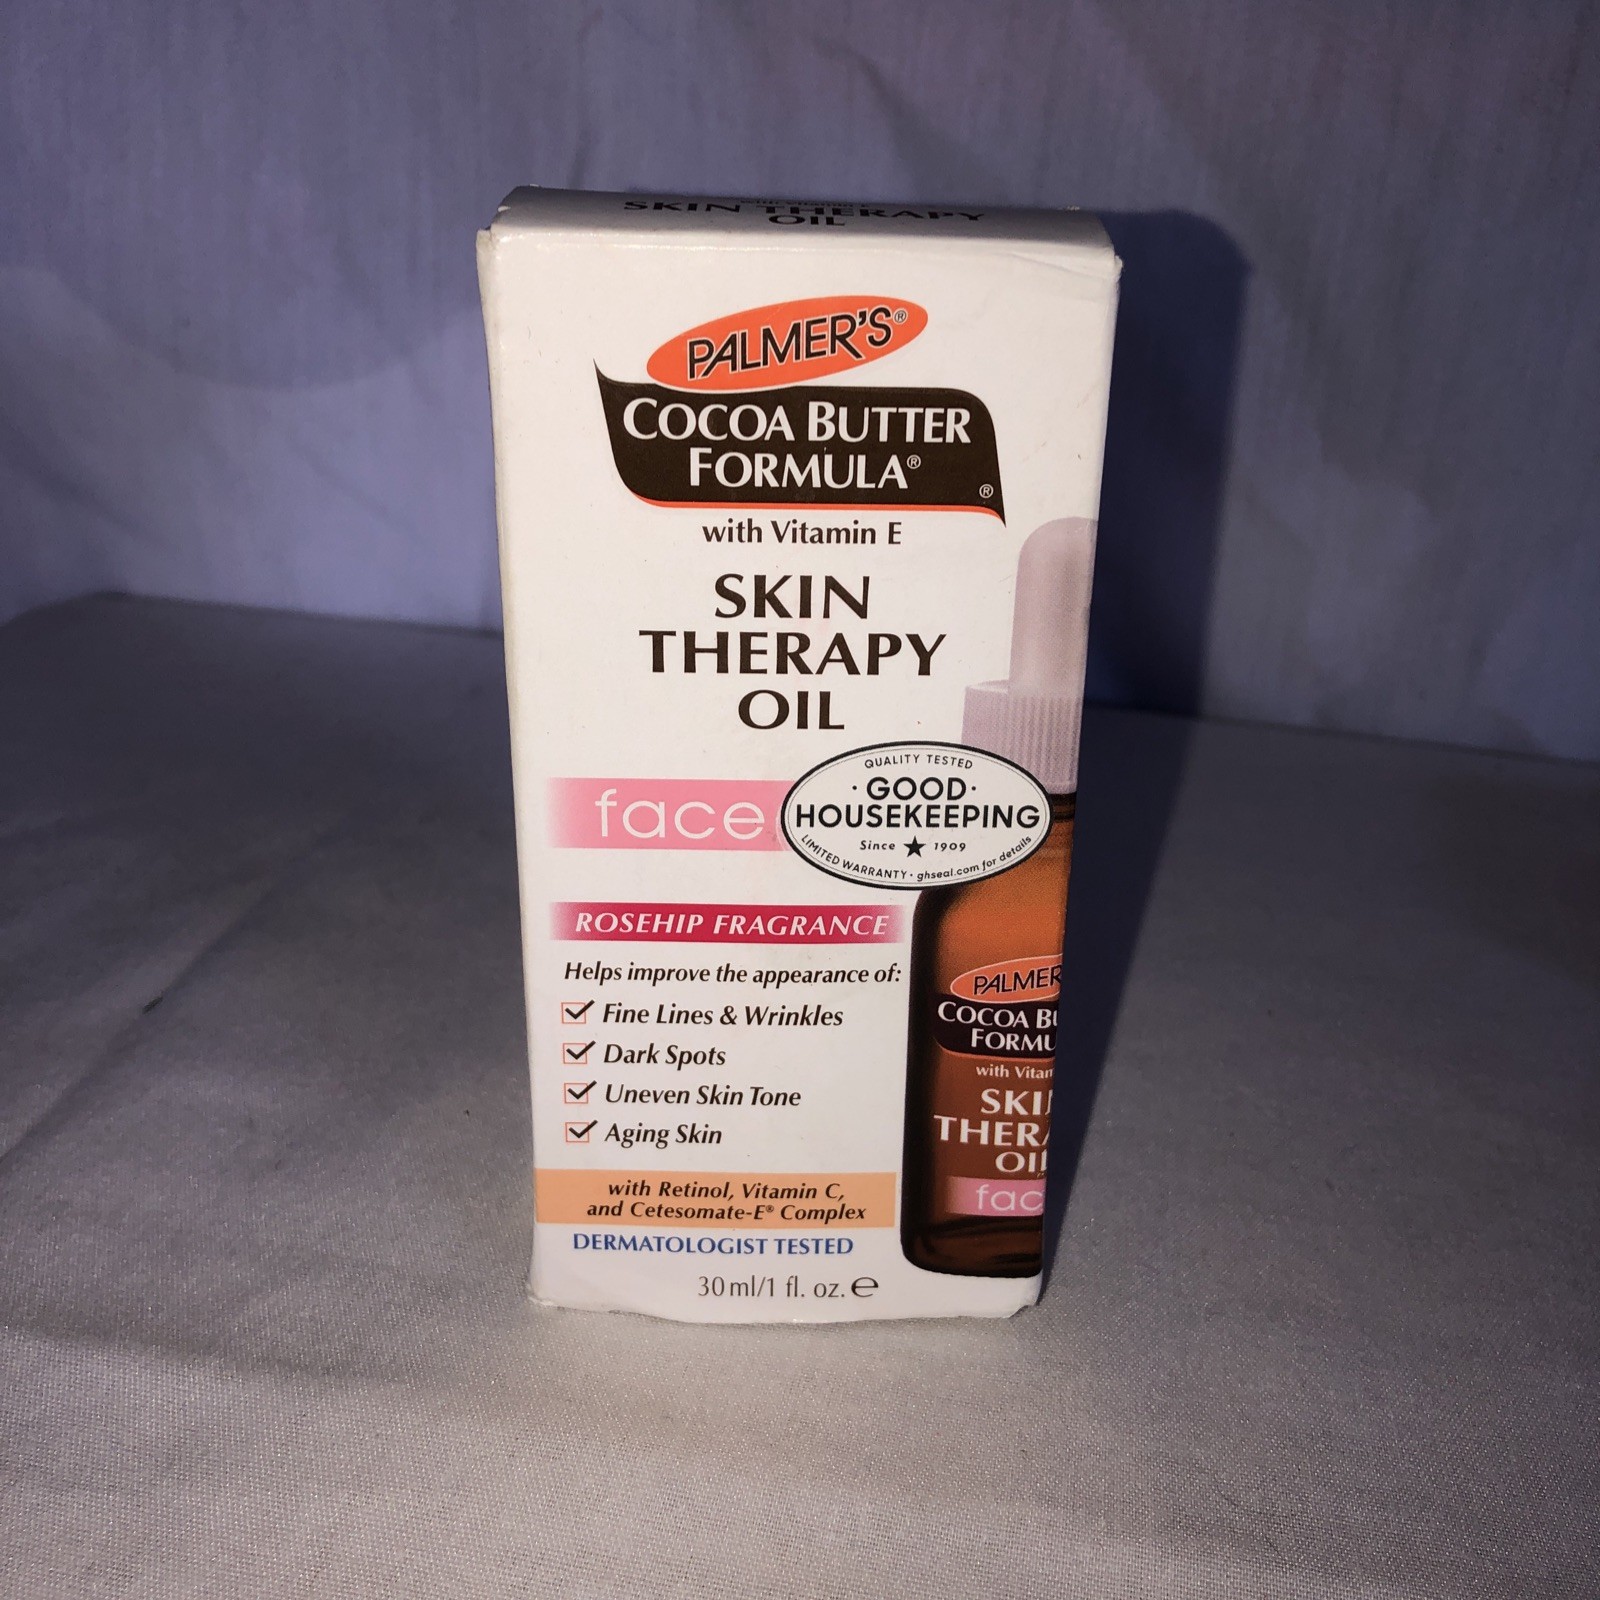 SKIN THERAPY
OIL
PALMER'S®
COCOA BUTTER
FORMULA®
®
with Vitamin E
SKIN
THERAPY
OIL
QUALITY TESTED
· GOOD ·
HOUSEKEEPING
Since ★ 1909
LIMITED WARRANTY · ghseal.com for details
face
ROSEHIP FRAGRANCE
Helps improve the appearance of:
Fine Lines & Wrinkles
Dark Spots
Uneven Skin Tone
Aging Skin
with Retinol, Vitamin C,
and Cetesomate-E® Complex
DERMATOLOGIST TESTED
30 ml/1 fl. oz. ℮
PALMER
COCOA BU
FORMU
with Vitam
SKI
THERA
OIL
fac